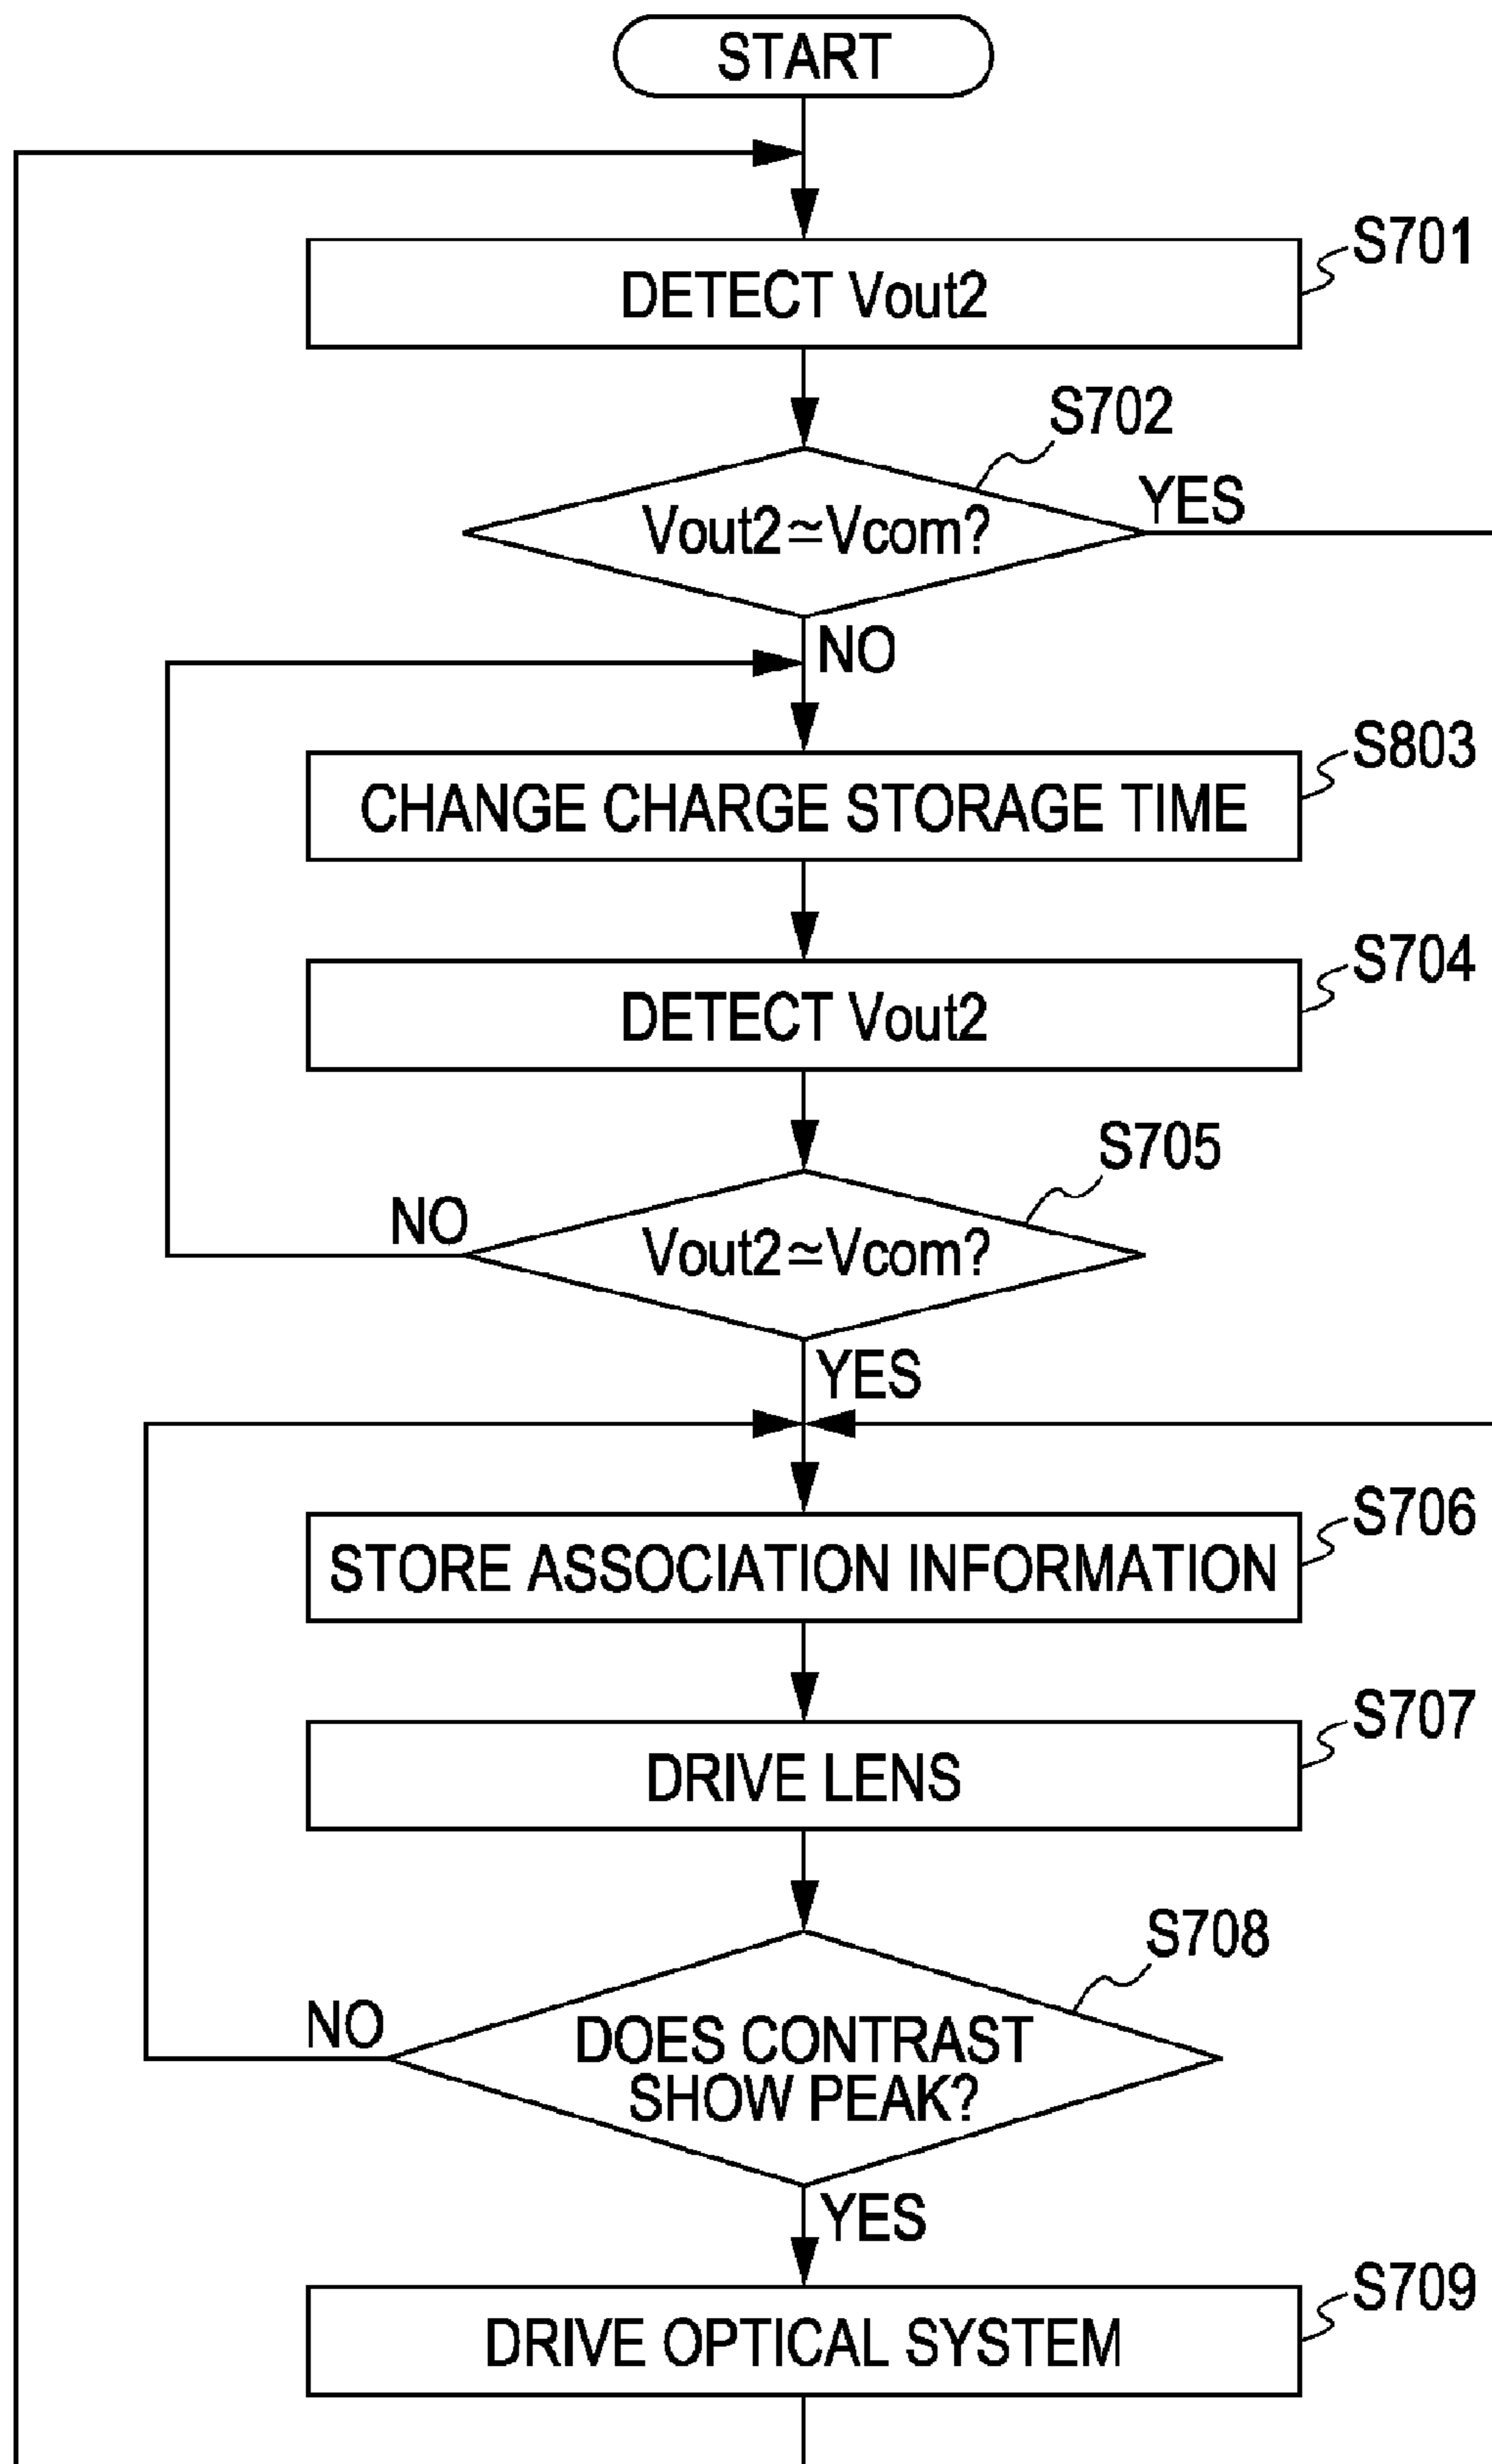 START
S701
DETECT Vout2
S702
Vout2≃Vcom?
YES
NO
S803
CHANGE CHARGE STORAGE TIME
S704
DETECT Vout2
S705
NO
Vout2≃Vcom?
YES
S706
STORE ASSOCIATION INFORMATION
S707
DRIVE LENS
S708
NO
DOES CONTRAST
SHOW PEAK?
YES
S709
DRIVE OPTICAL SYSTEM